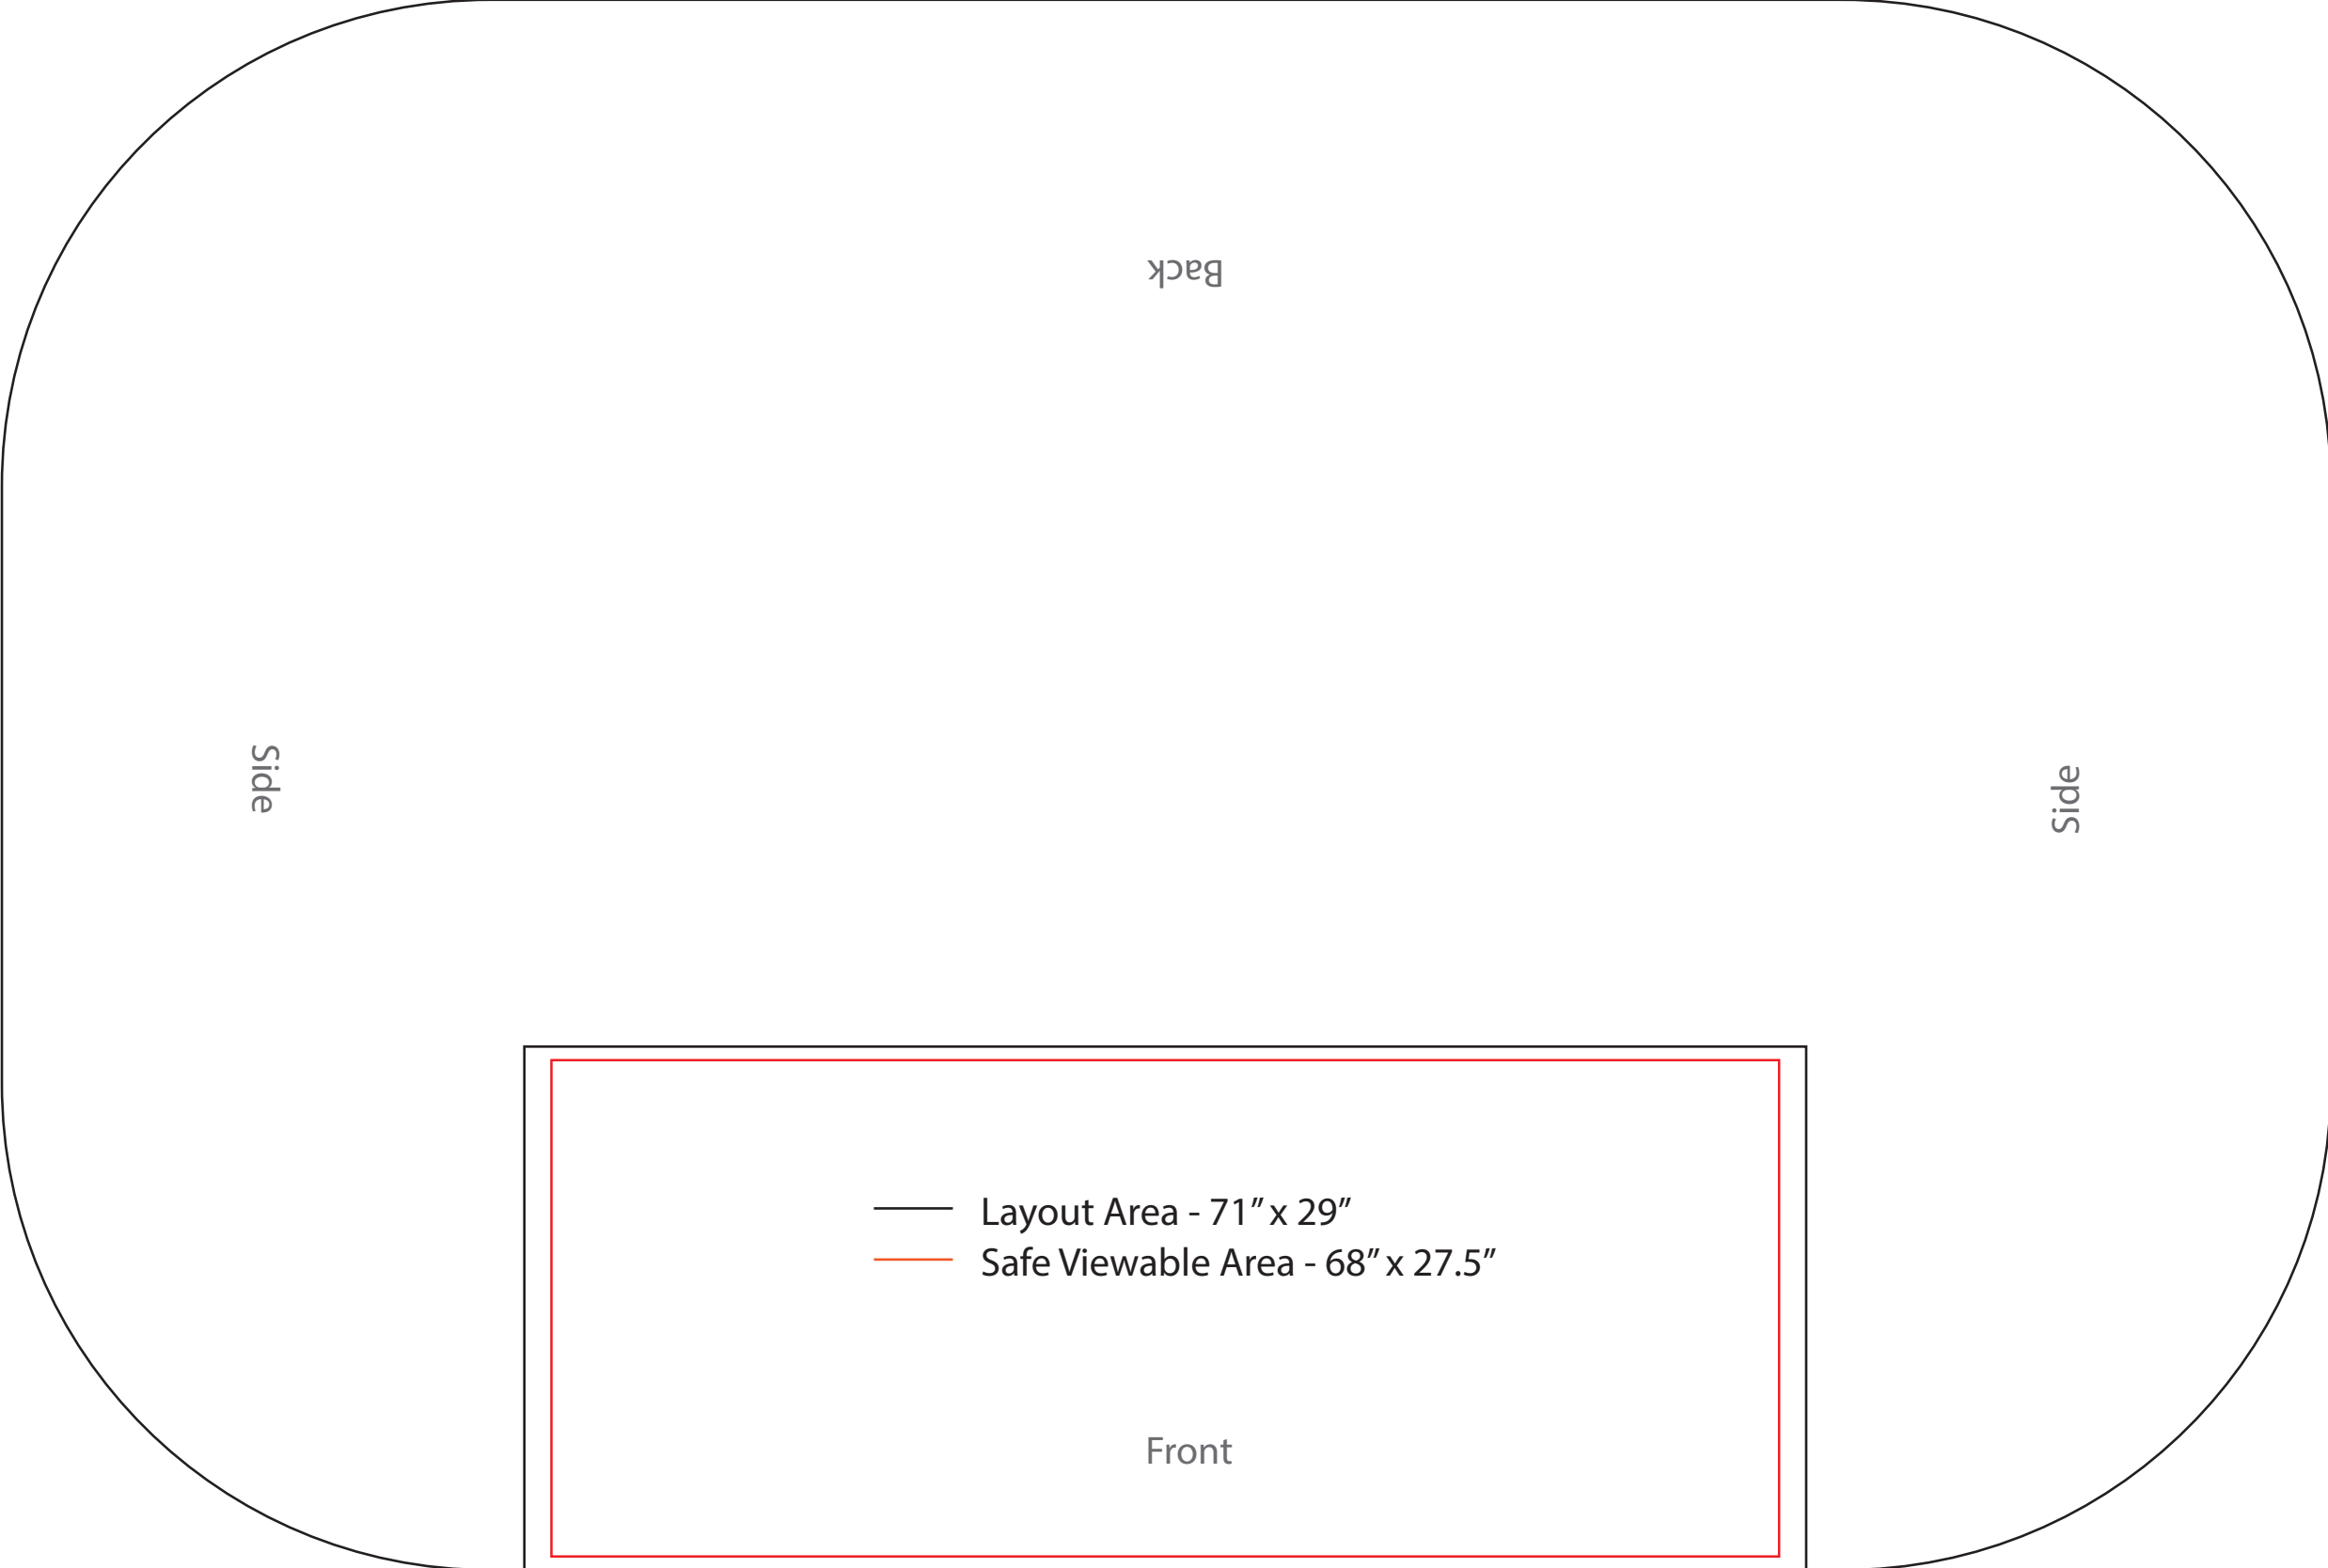 Back
Side
Side
Layout Area - 71” x 29”
Safe Viewable Area - 68” x 27.5”
Front